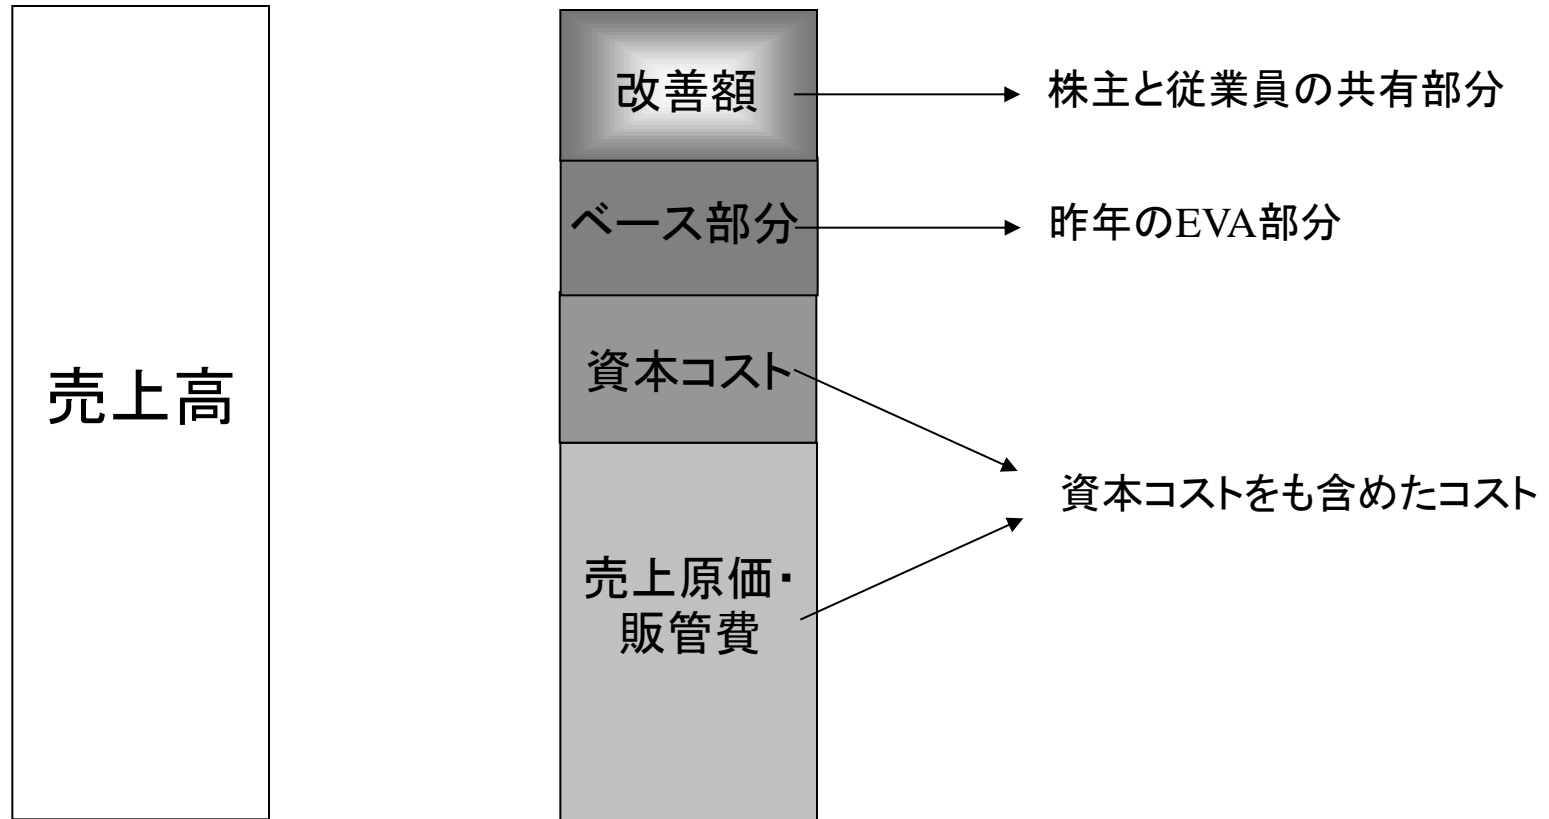 売上高
改善額
株主と従業員の共有部分
ベース部分
昨年のEVA部分
資本コスト
資本コストをも含めたコスト
売上原価・
販管費